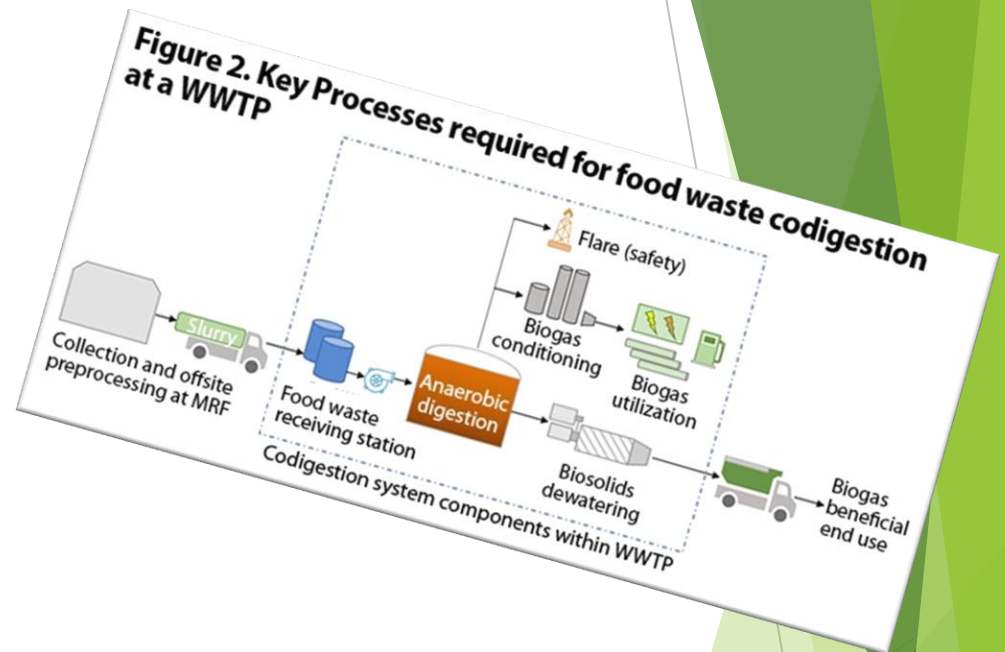 Figure 2. Key Processes required for food waste codigestion
at a WWTP
Flare (safety)
Biogas
conditioning
Biogas
utilization
Slurry
Collection and offsite
preprocessing at MRF
Food waste
receiving station
Anaerobic
digestion
Biosolids
dewatering
Biogas
beneficial
end use
Codigestion system components within WWTP